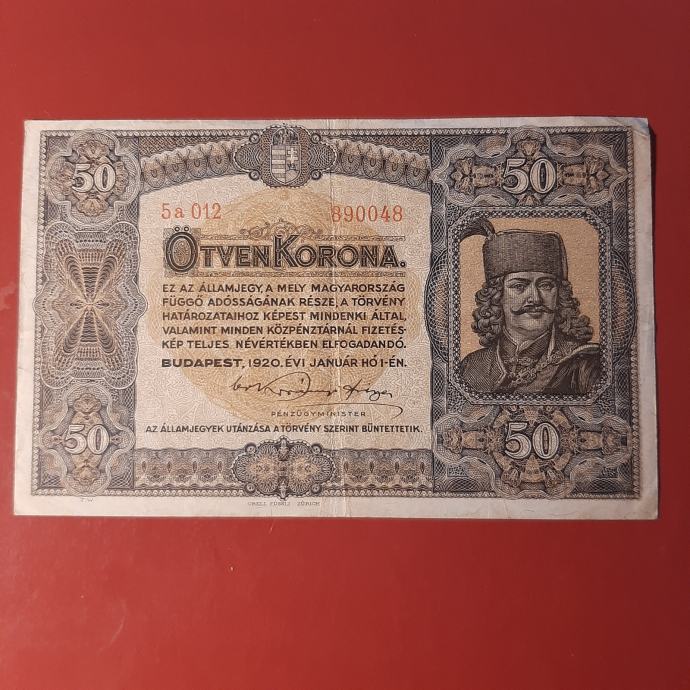 50
50
5 a 012 890048
ÖTVEN KORONA.
EZ AZ ÁLLAMJEGY, A MELY MAGYARORSZÁG
FÜGGŐ ADÓSSÁGÁNAK RÉSZE, A TÖRVÉNY
HATÁROZATAIHOZ KÉPEST MINDENKI ÁLTAL,
VALAMINT MINDEN KÖZPÉNZTÁRNÁL FIZETÉS-
KÉP TELJES NÉVÉRTÉKBEN ELFOGADANDÓ.
BUDAPEST, 1920. ÉVI JANUÁR HÓ 1-ÉN.
PÉNZÜGYMINISTER
AZ ÁLLAMJEGYEK UTÁNZÁSA A TÖRVÉNY SZERINT BÜNTETTETIK.
50
50
ORELL FÜSSLI ZÜRICH